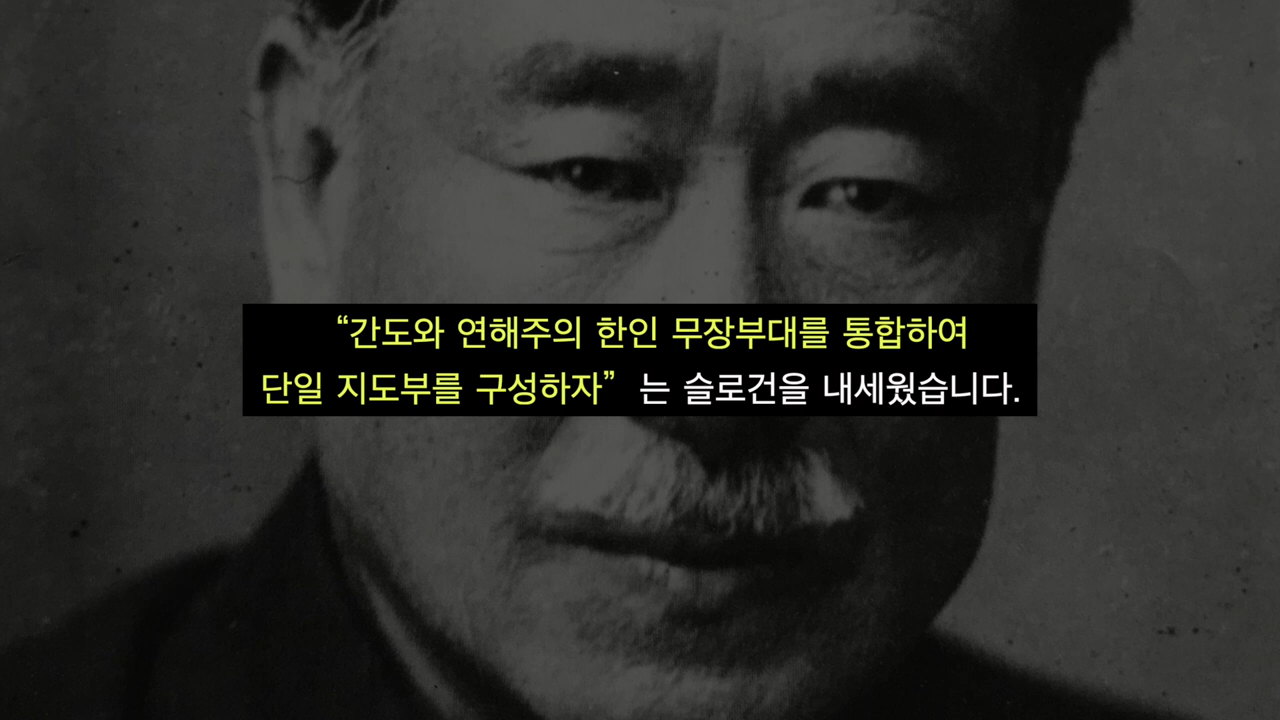 “간도와 연해주의 한인 무장부대를 통합하여
단일 지도부를 구성하자” 는 슬로건을 내세웠습니다.